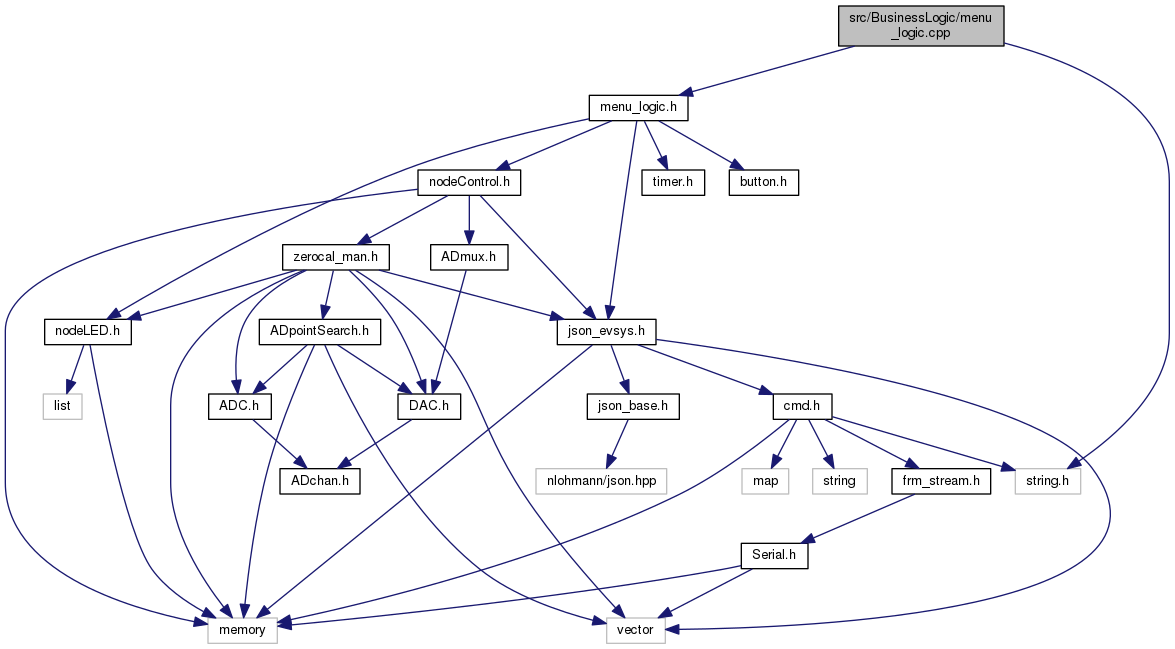 src/BusinessLogic/menu
_logic.cpp
menu_logic.h
nodeControl.h
timer.h
button.h
zerocal_man.h
ADmux.h
nodeLED.h
ADpointSearch.h
json_evsys.h
list
ADC.h
DAC.h
json_base.h
cmd.h
ADchan.h
nlohmann/json.hpp
map
string
frm_stream.h
string.h
Serial.h
memory
vector